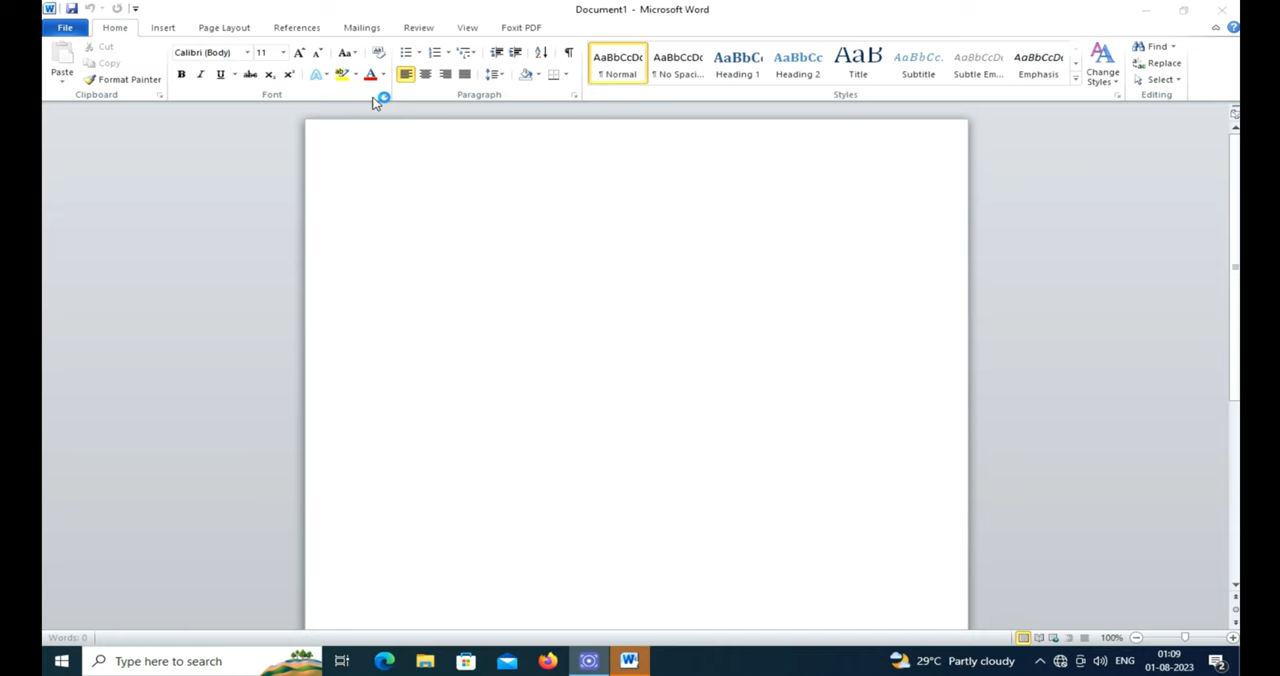 Document1 - Microsoft Word
File Home Insert Page Layout References Mailings Review View Foxit PDF
Paste Cut Copy Format Painter
Clipboard
Calibri (Body) 11
Font
Paragraph
AaBbCcDc AaBbCcDc AaBbC AaBbCc AaB AaBbCc. AaBbCcDc AaBbCcDc
¶ Normal ¶ No Spaci... Heading 1 Heading 2 Title Subtitle Subtle Em... Emphasis
Change Styles
Styles
Find
Replace
Select
Editing
Words: 0
100%
Type here to search
29°C Partly cloudy
ENG
01:09
01-08-2023
2